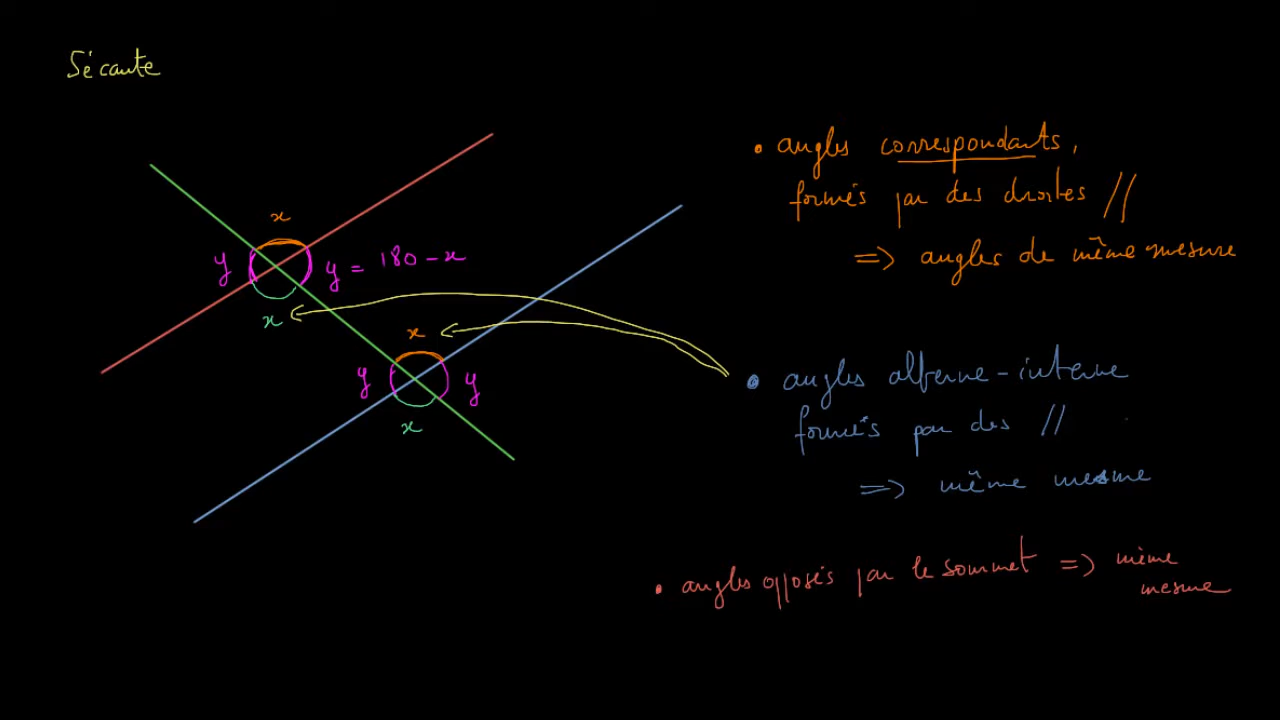 Sécante
• angles correspondants,
formés par des droites //
=> angles de même mesure
x
y
y = 180 - x
x
x
y
y
x
• angles alterne-interne
formés par des //
=> même mesure
• angles opposés par le sommet => même
mesure